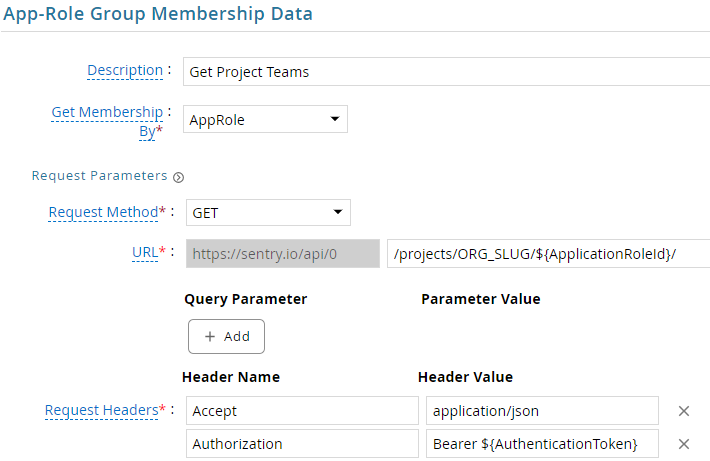 App-Role Group Membership Data
Description : Get Project Teams
Get Membership : AppRole
By*
Request Parameters
Request Method* : GET
URL* : https://sentry.io/api/0 /projects/ORG_SLUG/${ApplicationRoleId}/
Query Parameter Parameter Value
+ Add
Header Name Header Value
Request Headers* : Accept application/json
Authorization Bearer ${AuthenticationToken}